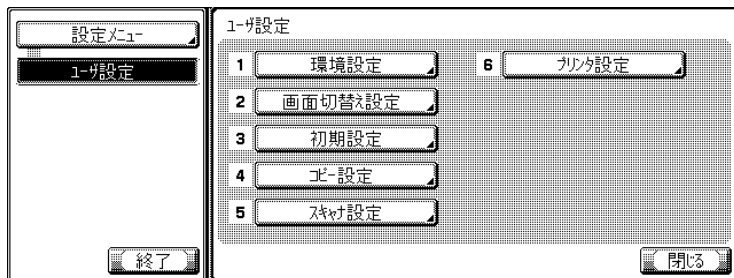 設定ﾒﾆｭｰ
ﾕｰｻﾞ設定
終了
ﾕｰｻﾞ設定
1 環境設定
6 ﾌﾟﾘﾝﾀ設定
2 画面切替え設定
3 初期設定
4 ｺﾋﾟｰ設定
5 ｽｷｬﾅ設定
閉じる